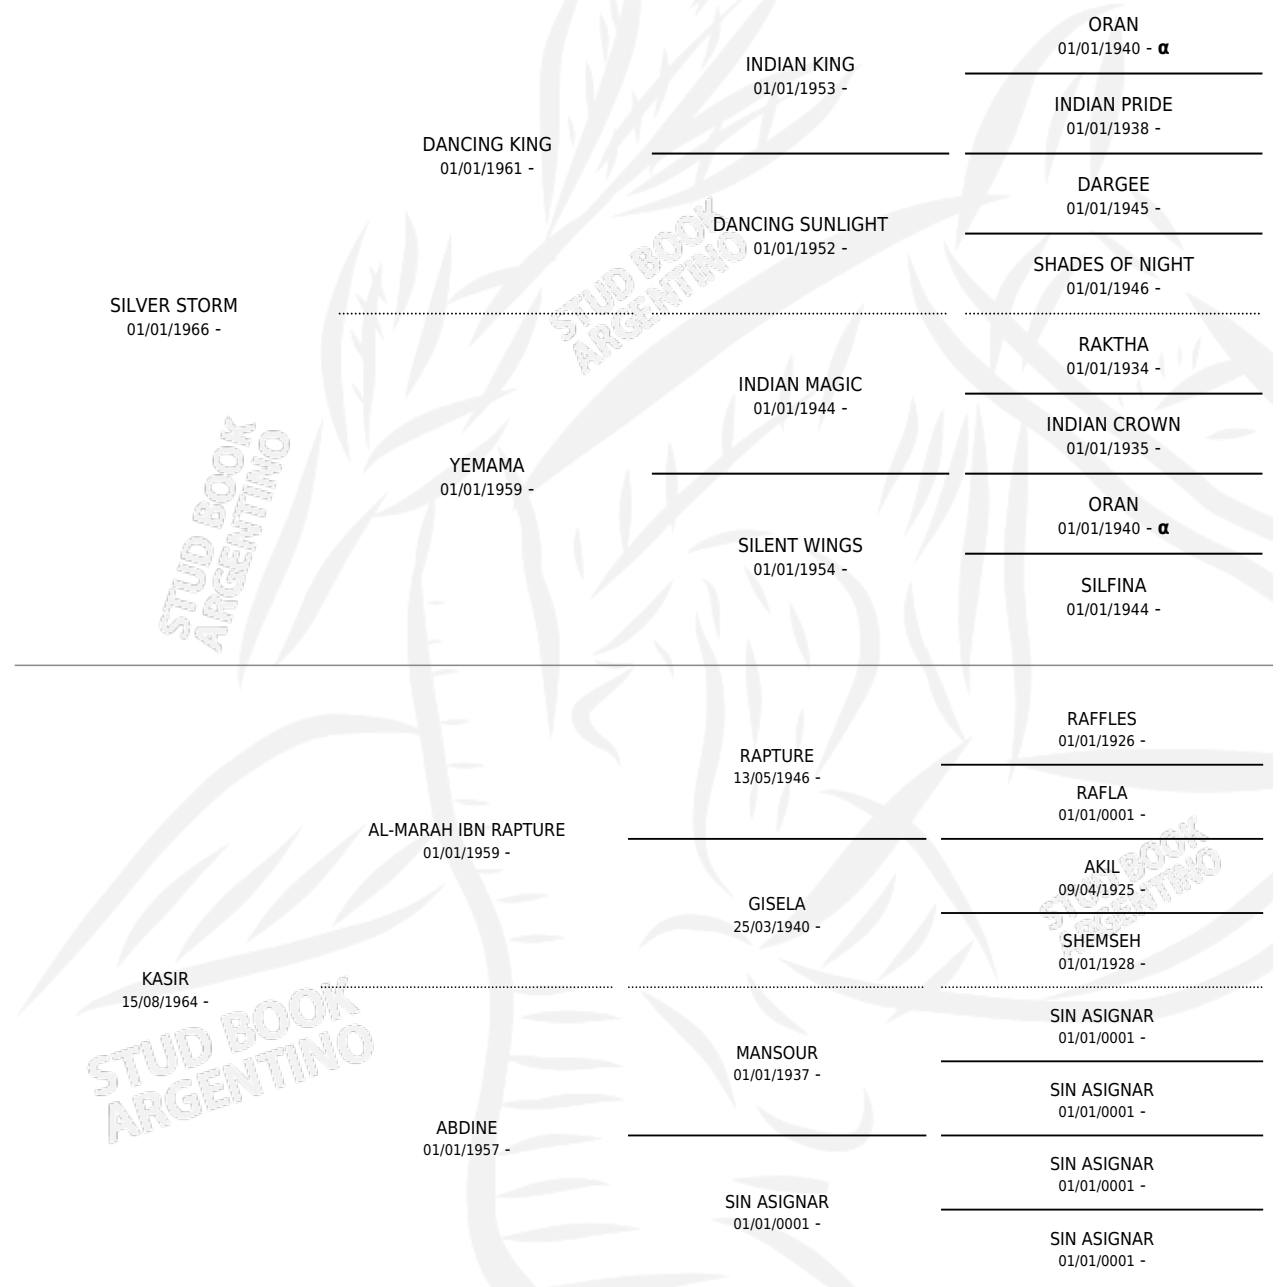 ORAN
01/01/1940 - α
INDIAN KING
01/01/1953 -
INDIAN PRIDE
01/01/1938 -
DANCING KING
01/01/1961 -
DARGEE
01/01/1945 -
DANCING SUNLIGHT
01/01/1952 -
SHADES OF NIGHT
01/01/1946 -
SILVER STORM
01/01/1966 -
RAKTHA
01/01/1934 -
INDIAN MAGIC
01/01/1944 -
INDIAN CROWN
01/01/1935 -
YEMAMA
01/01/1959 -
ORAN
01/01/1940 - α
SILENT WINGS
01/01/1954 -
SILFINA
01/01/1944 -
STUD BOOK
ARGENTINO
STUD BOOK
ARGENTINO
RAFFLES
01/01/1926 -
RAPTURE
13/05/1946 -
RAFLA
01/01/0001 -
AL-MARAH IBN RAPTURE
01/01/1959 -
AKIL
09/04/1925 -
GISELA
25/03/1940 -
SHEMSEH
01/01/1928 -
KASIR
15/08/1964 -
SIN ASIGNAR
01/01/0001 -
MANSOUR
01/01/1937 -
SIN ASIGNAR
01/01/0001 -
ABDINE
01/01/1957 -
SIN ASIGNAR
01/01/0001 -
SIN ASIGNAR
01/01/0001 -
SIN ASIGNAR
01/01/0001 -
STUD BOOK
ARGENTINO
STUD BOOK
ARGENTINO